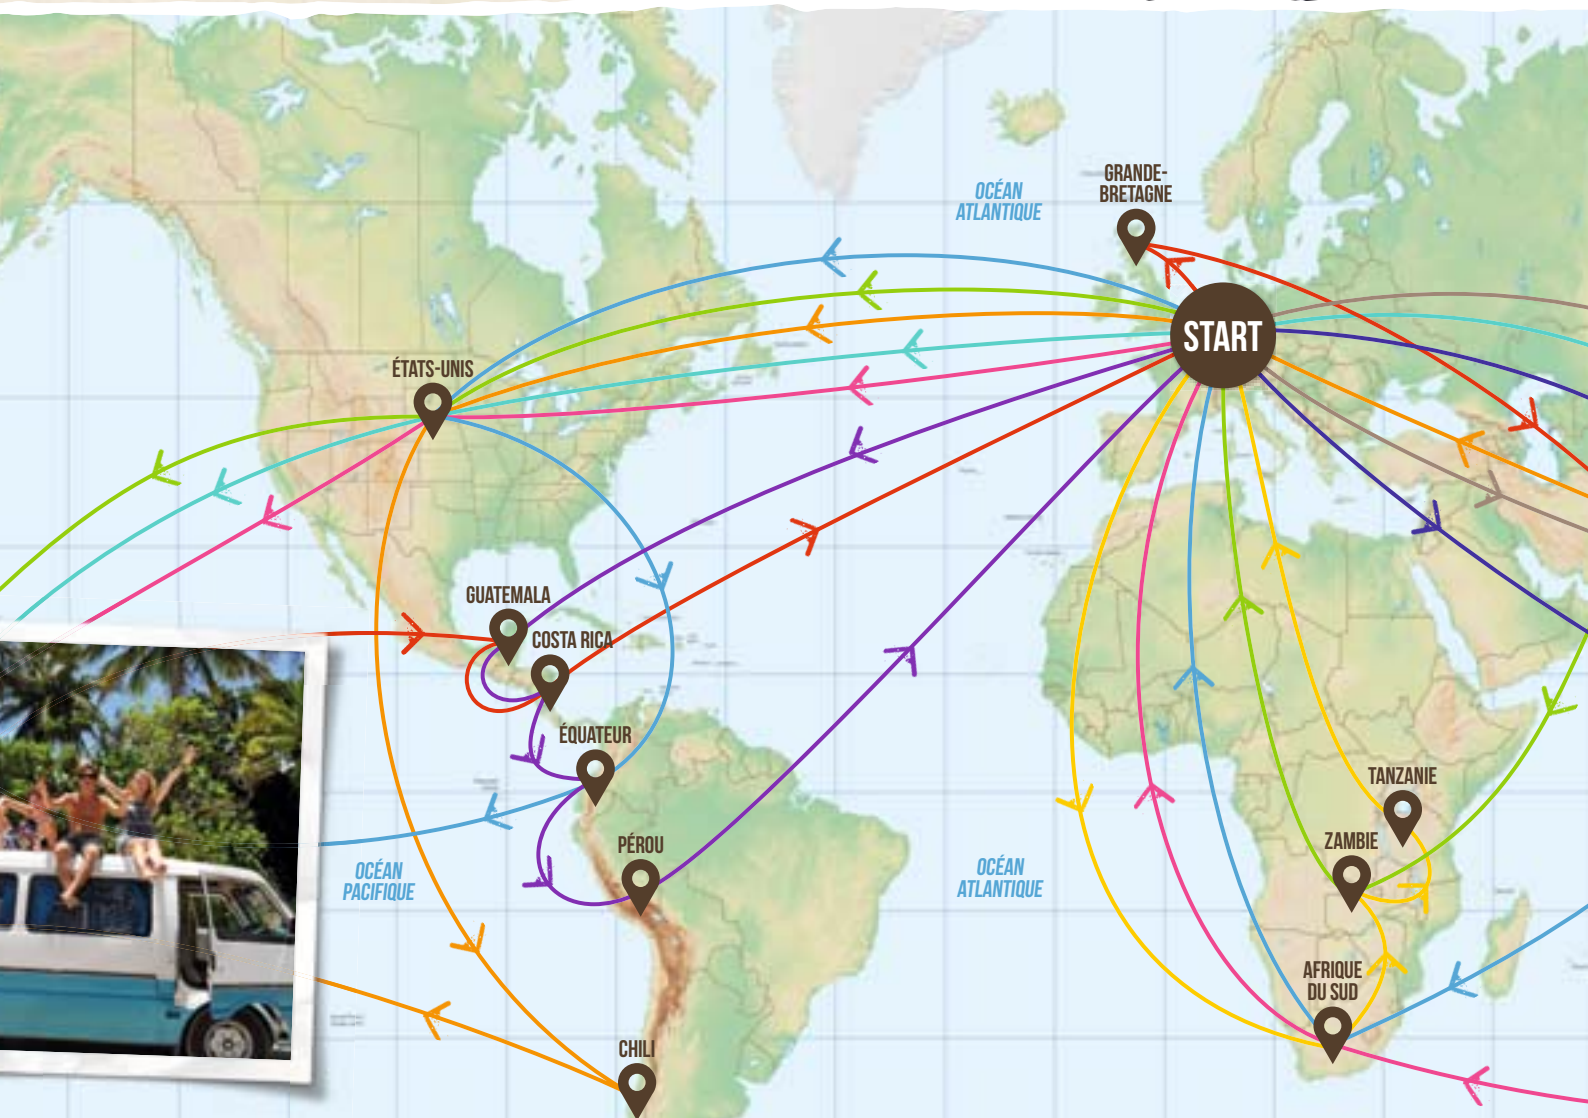 GRANDE-
BRETAGNE
OCÉAN
ATLANTIQUE
START
ÉTATS-UNIS
GUATEMALA
COSTA RICA
ÉQUATEUR
TANZANIE
ZAMBIE
PÉROU
OCÉAN
PACIFIQUE
OCÉAN
ATLANTIQUE
AFRIQUE
DU SUD
CHILI